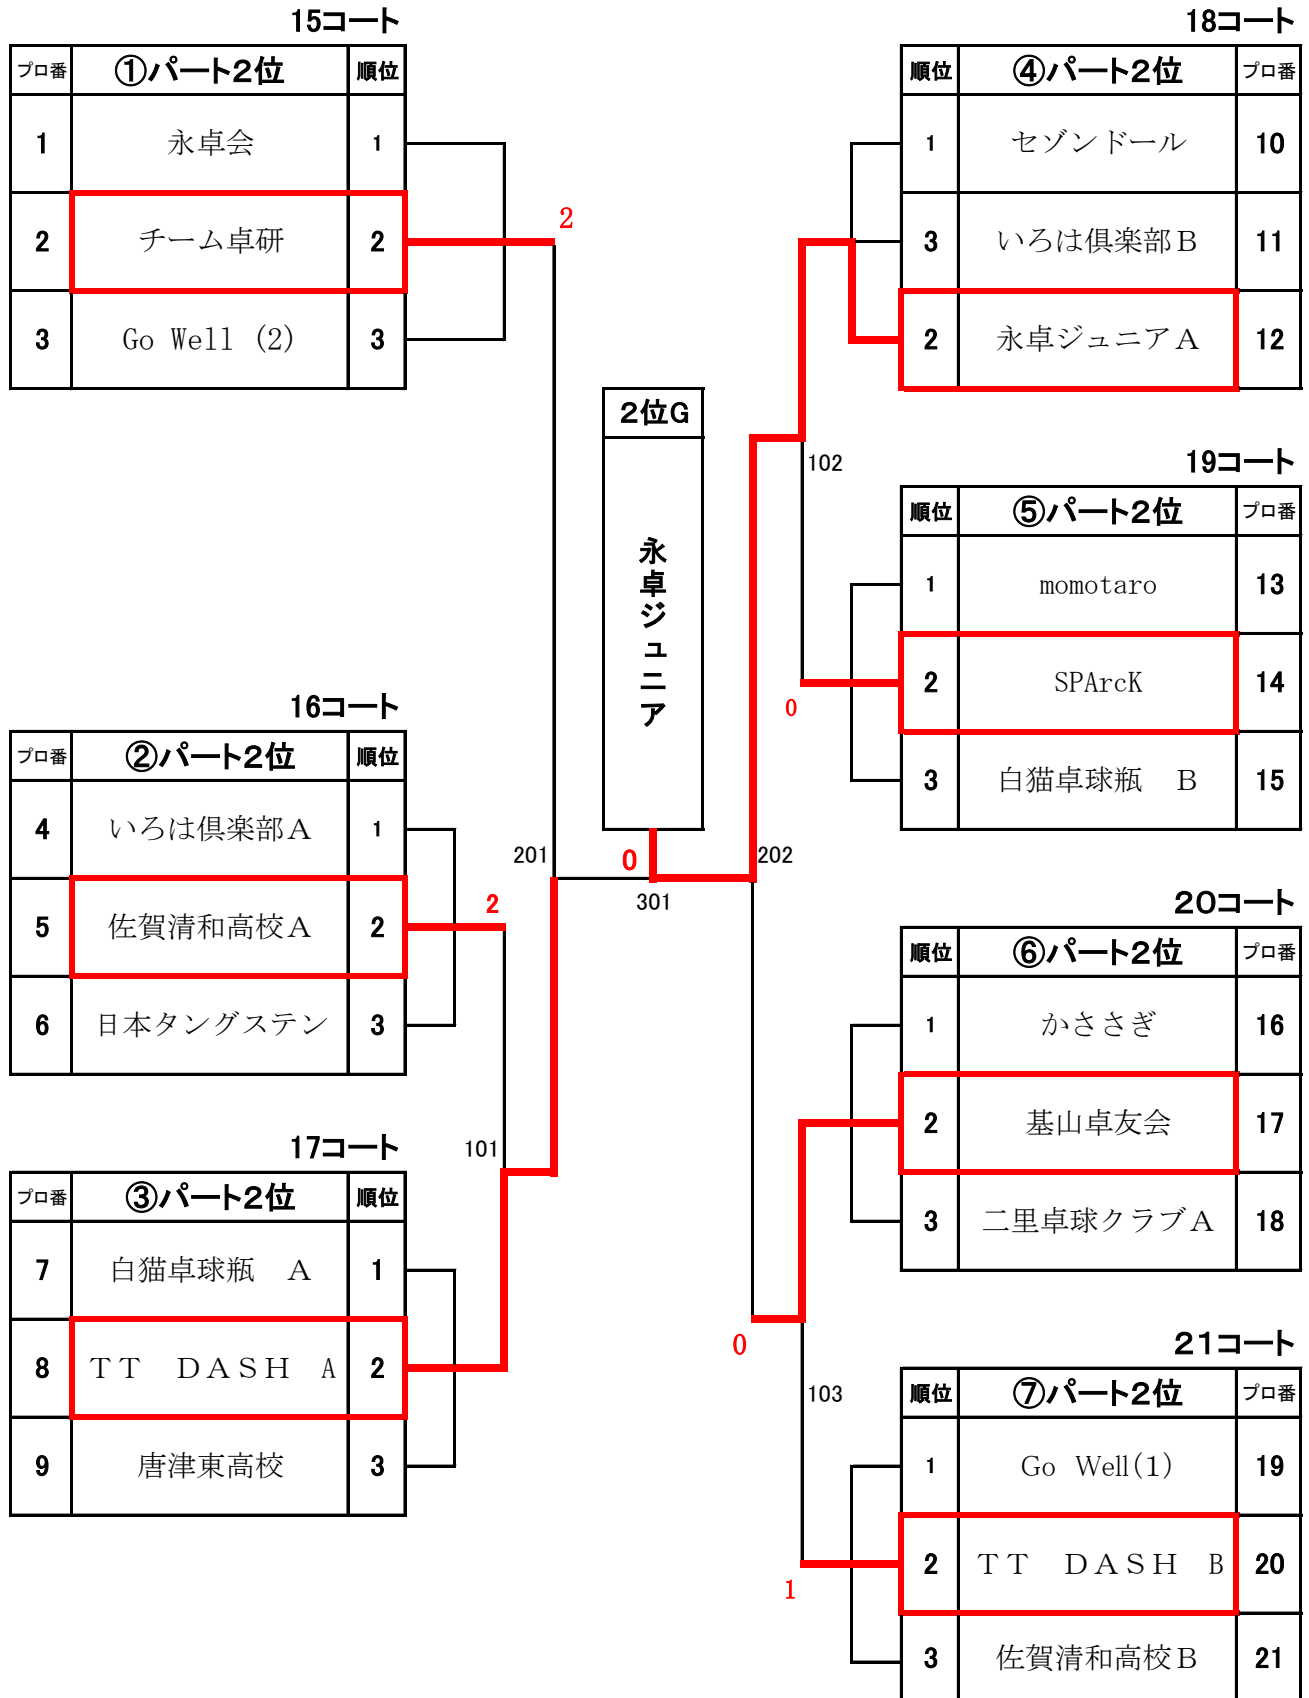 15コート
プロ番 ①パート2位 順位
1 永卓会 1
2 チーム卓研 2
3 Go Well (2) 3
2
16コート
プロ番 ②パート2位 順位
4 いろは倶楽部A 1
5 佐賀清和高校A 2
6 日本タングステン 3
2
17コート
プロ番 ③パート2位 順位
7 白猫卓球瓶 A 1
8 TT DASH A 2
9 唐津東高校 3
101
201
2位G
永卓ジュニア
0
301
202
18コート
順位 ④パート2位 プロ番
1 セゾンドール 10
3 いろは倶楽部B 11
2 永卓ジュニアA 12
102
19コート
順位 ⑤パート2位 プロ番
1 momotaro 13
2 SPArcK 14
3 白猫卓球瓶 B 15
0
20コート
順位 ⑥パート2位 プロ番
1 かささぎ 16
2 基山卓友会 17
3 二里卓球クラブA 18
0
103
21コート
順位 ⑦パート2位 プロ番
1 Go Well(1) 19
2 TT DASH B 20
3 佐賀清和高校B 21
1